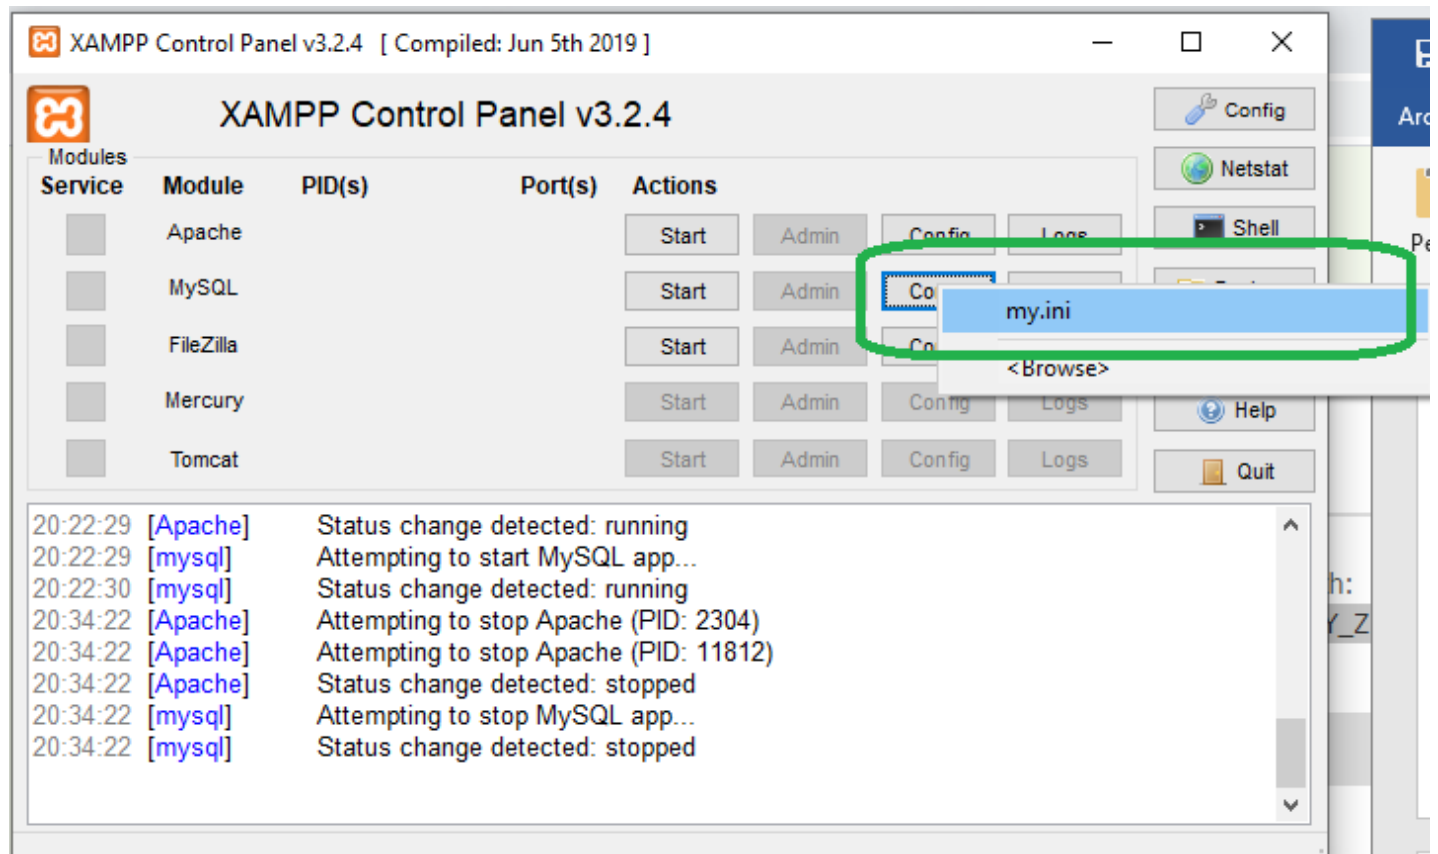 XAMPP Control Panel v3.2.4 [ Compiled: Jun 5th 2019 ]
XAMPP Control Panel v3.2.4
Config
Modules
Netstat
Service Module PID(s) Port(s) Actions
Apache Start Admin Config Logs
Shell
MySQL Start Admin
my.ini
FileZilla Start Admin
<Browse>
Mercury Start Admin Config Logs
Help
Tomcat Start Admin Config Logs
Quit
20:22:29 [Apache] Status change detected: running
20:22:29 [mysql] Attempting to start MySQL app...
20:22:30 [mysql] Status change detected: running
20:34:22 [Apache] Attempting to stop Apache (PID: 2304)
20:34:22 [Apache] Attempting to stop Apache (PID: 11812)
20:34:22 [Apache] Status change detected: stopped
20:34:22 [mysql] Attempting to stop MySQL app...
20:34:22 [mysql] Status change detected: stopped